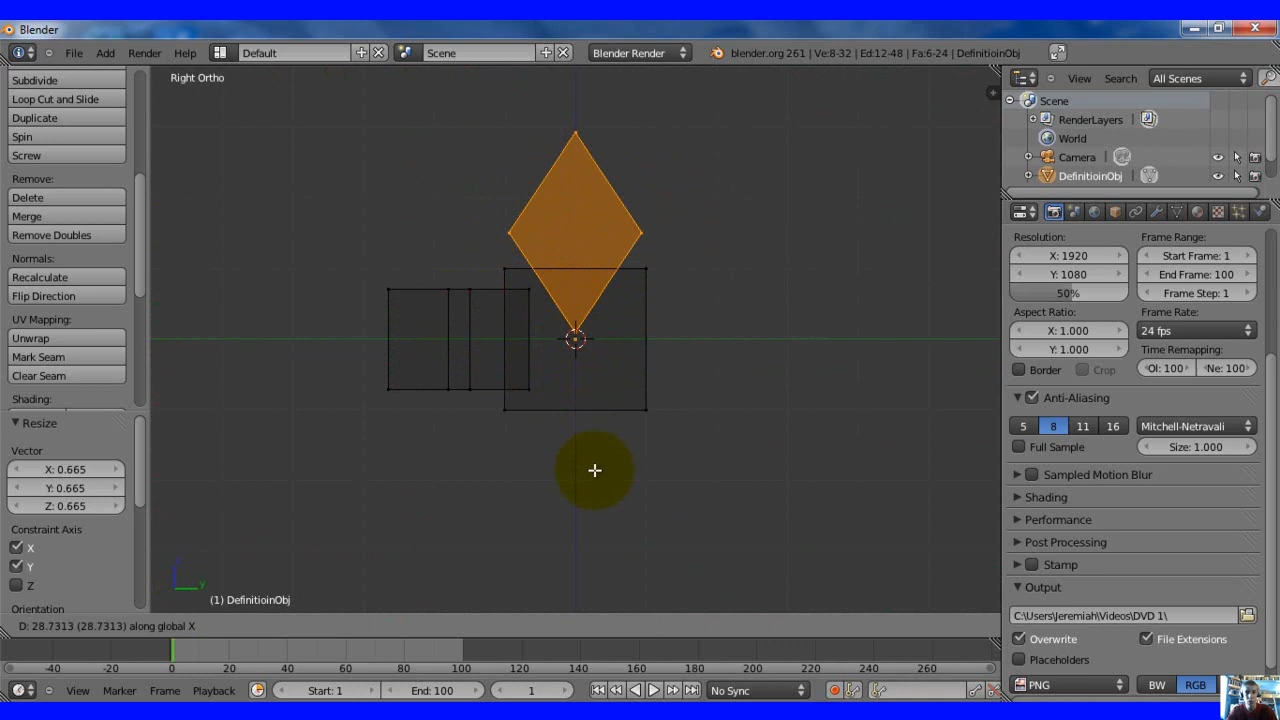 Blender
File Add Render Help Default Scene Blender Render blender.org 261 | Ve:8-32 | Ed:12-48 | Fa:6-24 | DefinitioinObj
Subdivide
Loop Cut and Slide
Duplicate
Spin
Screw
Remove:
Delete
Merge
Remove Doubles
Normals:
Recalculate
Flip Direction
UV Mapping:
Unwrap
Mark Seam
Clear Seam
Shading:
Resize
Vector
X: 0.665
Y: 0.665
Z: 0.665
Constraint Axis
X
Y
Z
Orientation
Right Ortho
(1) DefinitioinObj
D: 28.7313 (28.7313) along global X
View Search All Scenes
Scene
RenderLayers
World
Camera
DefinitioinObj
Resolution: Frame Range:
X: 1920 Start Frame: 1
Y: 1080 End Frame: 100
50% Frame Step: 1
Aspect Ratio: Frame Rate:
X: 1.000 24 fps
Y: 1.000 Time Remapping:
Border Crop Ol: 100 Ne: 100
Anti-Aliasing
5 8 11 16 Mitchell-Netravali
Full Sample Size: 1.000
Sampled Motion Blur
Shading
Performance
Post Processing
Stamp
Output
C:\Users\Jeremiah\Videos\DVD 1\
Overwrite File Extensions
Placeholders
PNG BW RGB
-40 -20 0 20 40 60 80 100 120 140 160 180 200 220 240 260
View Marker Frame Playback Start: 1 End: 100 1 No Sync